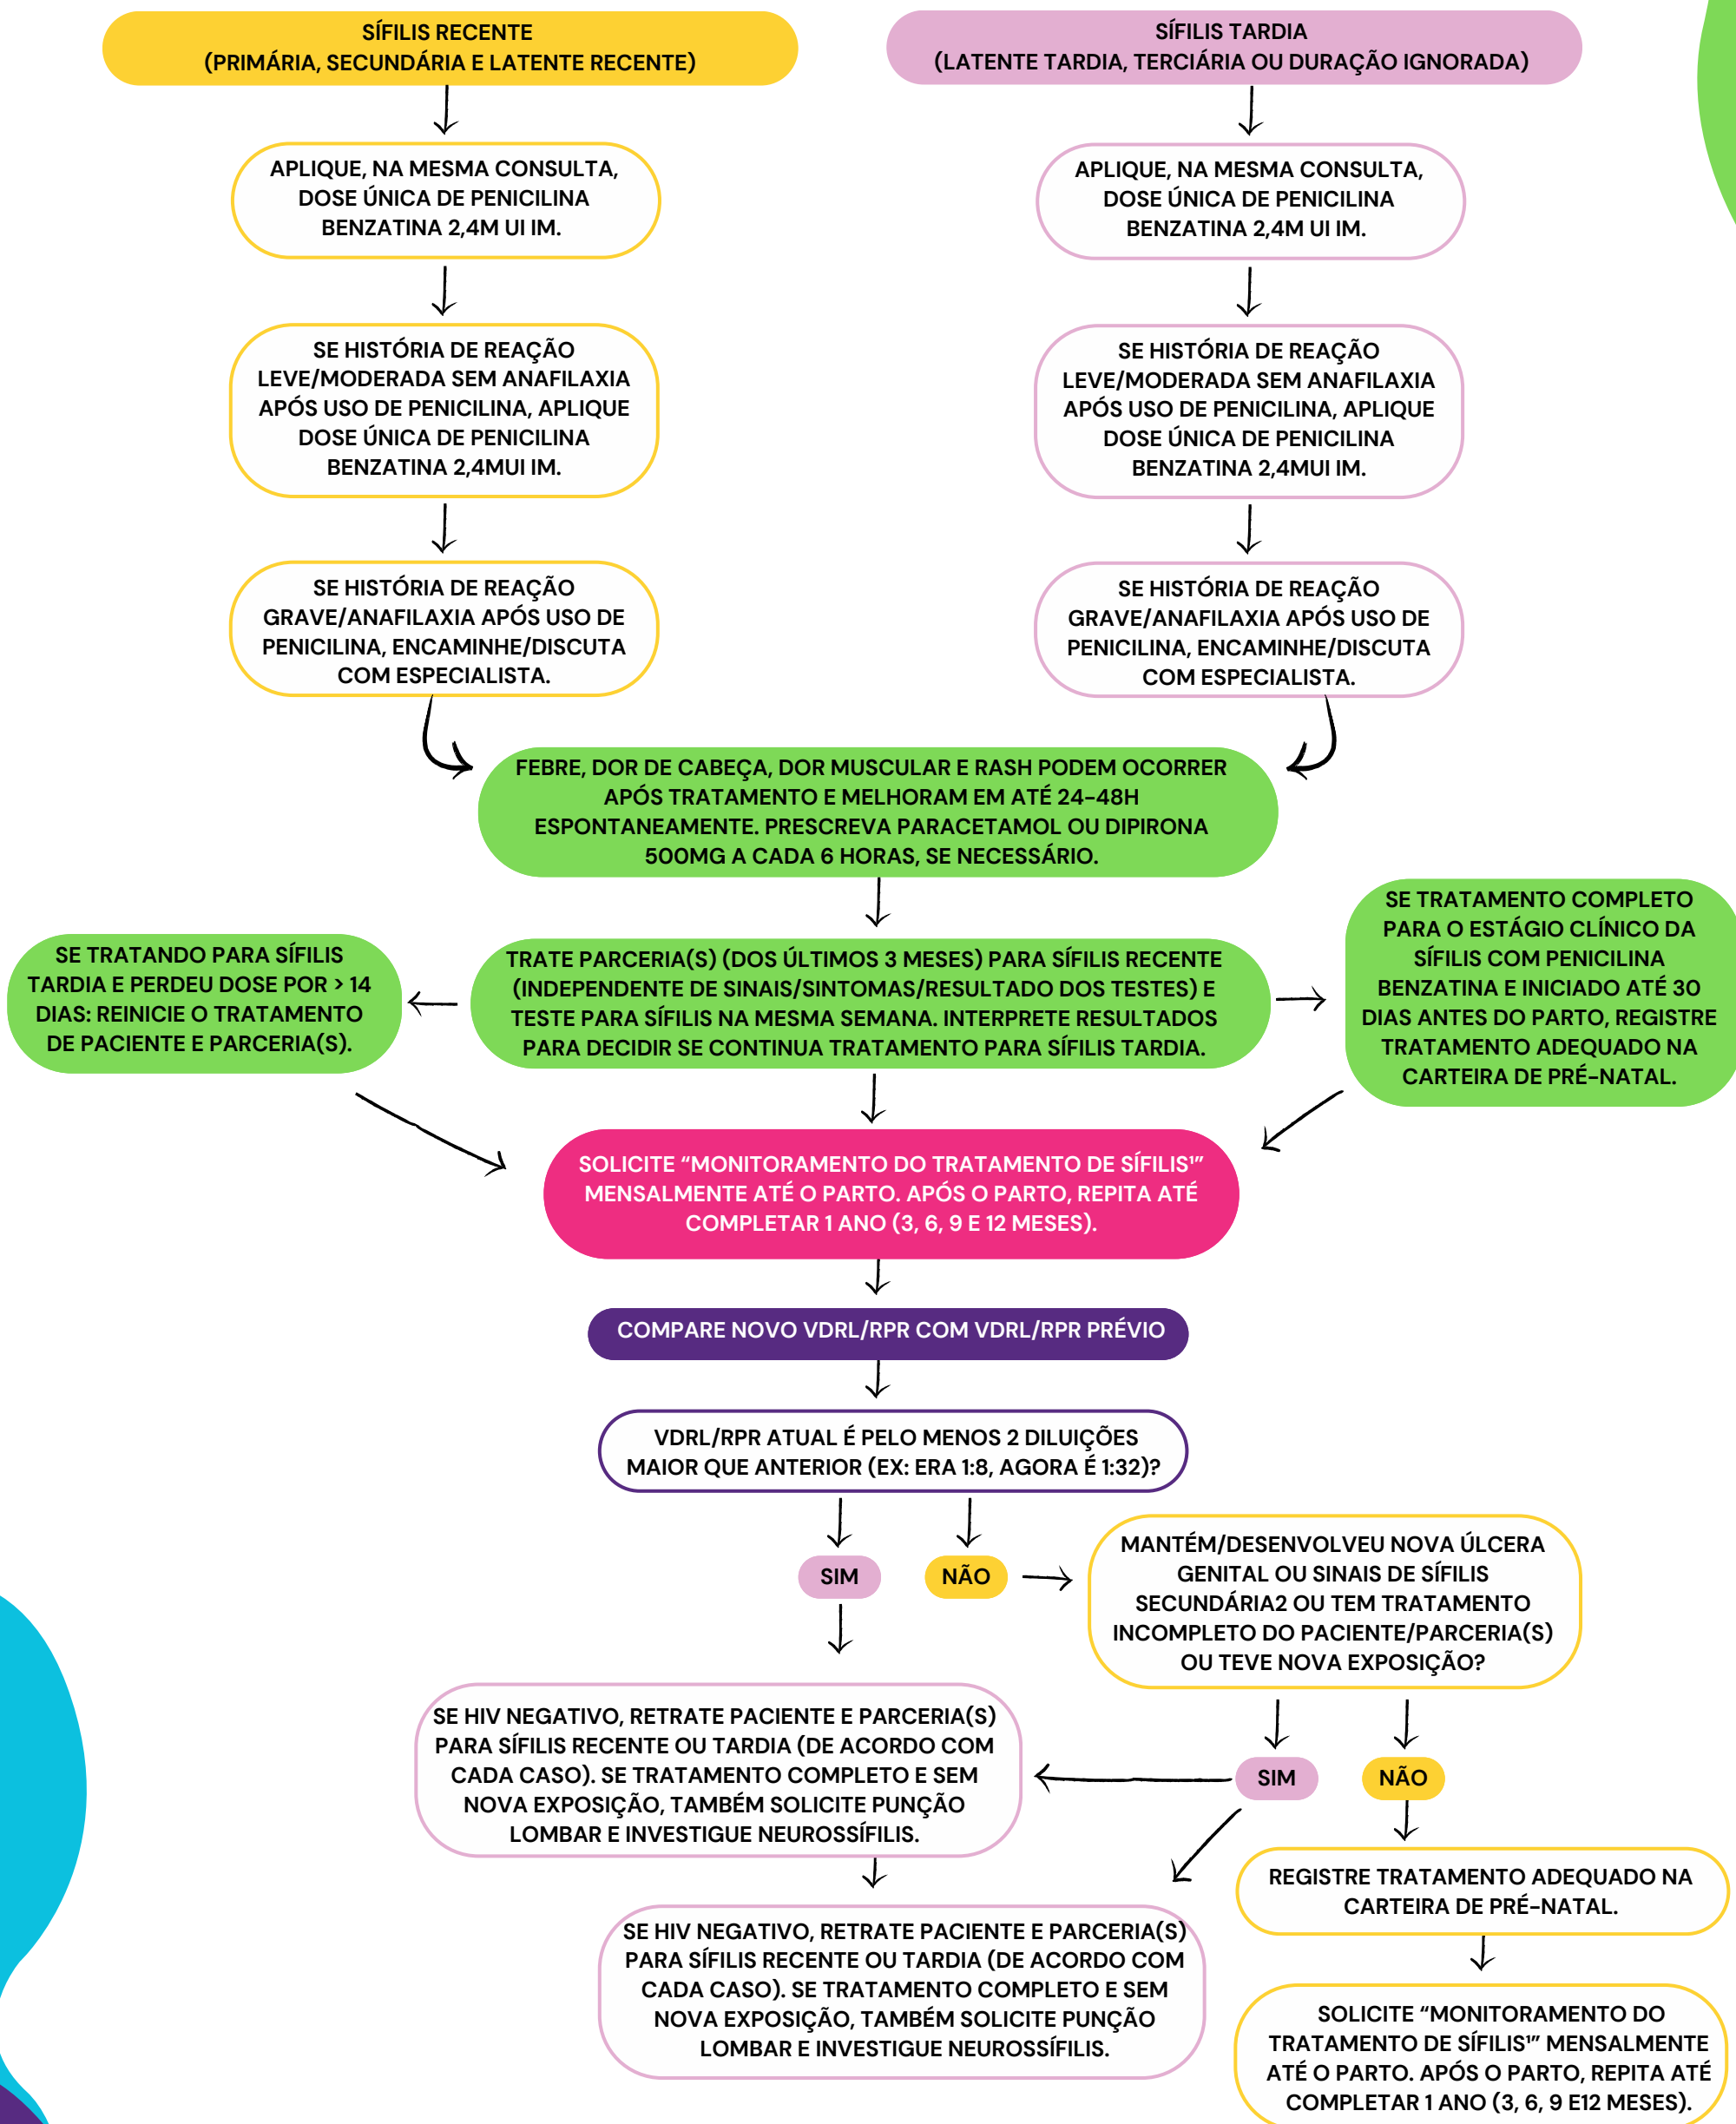 SÍFILIS RECENTE
(PRIMÁRIA, SECUNDÁRIA E LATENTE RECENTE)
SÍFILIS TARDIA
(LATENTE TARDIA, TERCIÁRIA OU DURAÇÃO IGNORADA)
APLIQUE, NA MESMA CONSULTA,
DOSE ÚNICA DE PENICILINA
BENZATINA 2,4M UI IM.
APLIQUE, NA MESMA CONSULTA,
DOSE ÚNICA DE PENICILINA
BENZATINA 2,4M UI IM.
SE HISTÓRIA DE REAÇÃO
LEVE/MODERADA SEM ANAFILAXIA
APÓS USO DE PENICILINA, APLIQUE
DOSE ÚNICA DE PENICILINA
BENZATINA 2,4MUI IM.
SE HISTÓRIA DE REAÇÃO
LEVE/MODERADA SEM ANAFILAXIA
APÓS USO DE PENICILINA, APLIQUE
DOSE ÚNICA DE PENICILINA
BENZATINA 2,4MUI IM.
SE HISTÓRIA DE REAÇÃO
GRAVE/ANAFILAXIA APÓS USO DE
PENICILINA, ENCAMINHE/DISCUTA
COM ESPECIALISTA.
SE HISTÓRIA DE REAÇÃO
GRAVE/ANAFILAXIA APÓS USO DE
PENICILINA, ENCAMINHE/DISCUTA
COM ESPECIALISTA.
FEBRE, DOR DE CABEÇA, DOR MUSCULAR E RASH PODEM OCORRER
APÓS TRATAMENTO E MELHORAM EM ATÉ 24-48H
ESPONTANEAMENTE. PRESCREVA PARACETAMOL OU DIPIRONA
500MG A CADA 6 HORAS, SE NECESSÁRIO.
SE TRATANDO PARA SÍFILIS
TARDIA E PERDEU DOSE POR > 14
DIAS: REINICIE O TRATAMENTO
DE PACIENTE E PARCERIA(S).
TRATE PARCERIA(S) (DOS ÚLTIMOS 3 MESES) PARA SÍFILIS RECENTE
(INDEPENDENTE DE SINAIS/SINTOMAS/RESULTADO DOS TESTES) E
TESTE PARA SÍFILIS NA MESMA SEMANA. INTERPRETE RESULTADOS
PARA DECIDIR SE CONTINUA TRATAMENTO PARA SÍFILIS TARDIA.
SE TRATAMENTO COMPLETO
PARA O ESTÁGIO CLÍNICO DA
SÍFILIS COM PENICILINA
BENZATINA E INICIADO ATÉ 30
DIAS ANTES DO PARTO, REGISTRE
TRATAMENTO ADEQUADO NA
CARTEIRA DE PRÉ-NATAL.
SOLICITE “MONITORAMENTO DO TRATAMENTO DE SÍFILIS¹”
MENSALMENTE ATÉ O PARTO. APÓS O PARTO, REPITA ATÉ
COMPLETAR 1 ANO (3, 6, 9 E 12 MESES).
COMPARE NOVO VDRL/RPR COM VDRL/RPR PRÉVIO
VDRL/RPR ATUAL É PELO MENOS 2 DILUIÇÕES
MAIOR QUE ANTERIOR (EX: ERA 1:8, AGORA É 1:32)?
SIM
NÃO
MANTÉM/DESENVOLVEU NOVA ÚLCERA
GENITAL OU SINAIS DE SÍFILIS
SECUNDÁRIA2 OU TEM TRATAMENTO
INCOMPLETO DO PACIENTE/PARCERIA(S)
OU TEVE NOVA EXPOSIÇÃO?
SE HIV NEGATIVO, RETRATE PACIENTE E PARCERIA(S)
PARA SÍFILIS RECENTE OU TARDIA (DE ACORDO COM
CADA CASO). SE TRATAMENTO COMPLETO E SEM
NOVA EXPOSIÇÃO, TAMBÉM SOLICITE PUNÇÃO
LOMBAR E INVESTIGUE NEUROSSÍFILIS.
SIM
NÃO
SE HIV NEGATIVO, RETRATE PACIENTE E PARCERIA(S)
PARA SÍFILIS RECENTE OU TARDIA (DE ACORDO COM
CADA CASO). SE TRATAMENTO COMPLETO E SEM
NOVA EXPOSIÇÃO, TAMBÉM SOLICITE PUNÇÃO
LOMBAR E INVESTIGUE NEUROSSÍFILIS.
REGISTRE TRATAMENTO ADEQUADO NA
CARTEIRA DE PRÉ-NATAL.
SOLICITE “MONITORAMENTO DO
TRATAMENTO DE SÍFILIS¹” MENSALMENTE
ATÉ O PARTO. APÓS O PARTO, REPITA ATÉ
COMPLETAR 1 ANO (3, 6, 9 E12 MESES).